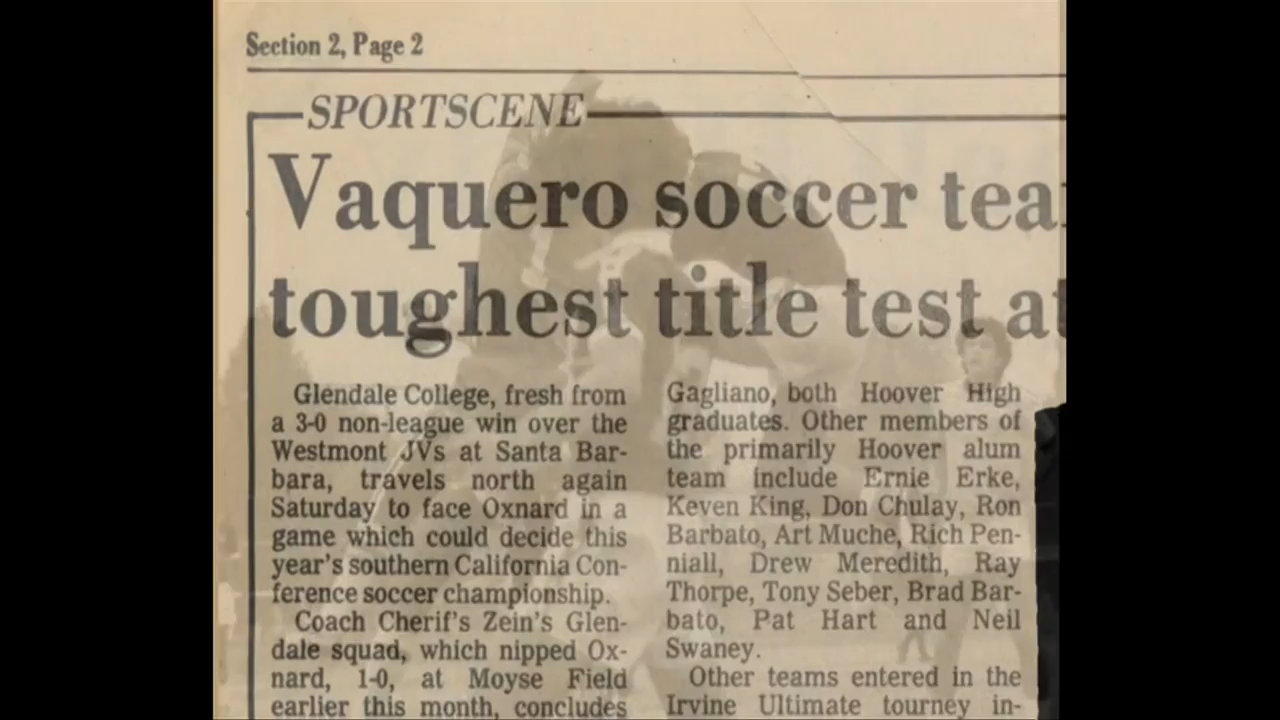 Section 2, Page 2
SPORTSCENE
Vaquero soccer tea
toughest title test at
Glendale College, fresh from
a 3-0 non-league win over the
Westmont JVs at Santa Bar-
bara, travels north again
Saturday to face Oxnard in a
game which could decide this
year's southern California Con-
ference soccer championship.
Coach Cherif's Zein's Glen-
dale squad, which nipped Ox-
nard, 1-0, at Moyse Field
earlier this month, concludes
Gagliano, both Hoover High
graduates. Other members of
the primarily Hoover alum
team include Ernie Erke,
Keven King, Don Chulay, Ron
Barbato, Art Muche, Rich Pen-
niall, Drew Meredith, Ray
Thorpe, Tony Seber, Brad Bar-
bato, Pat Hart and Neil
Swaney.
Other teams entered in the
Irvine Ultimate tourney in-